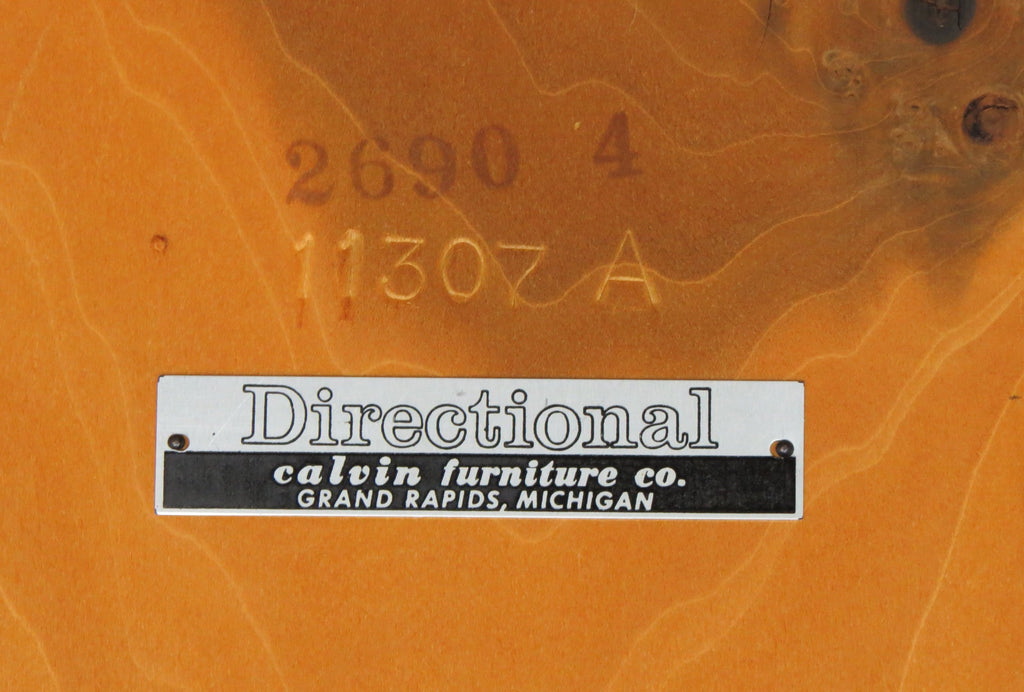 2690 4
11307 A
Directional
calvin furniture co.
GRAND RAPIDS, MICHIGAN